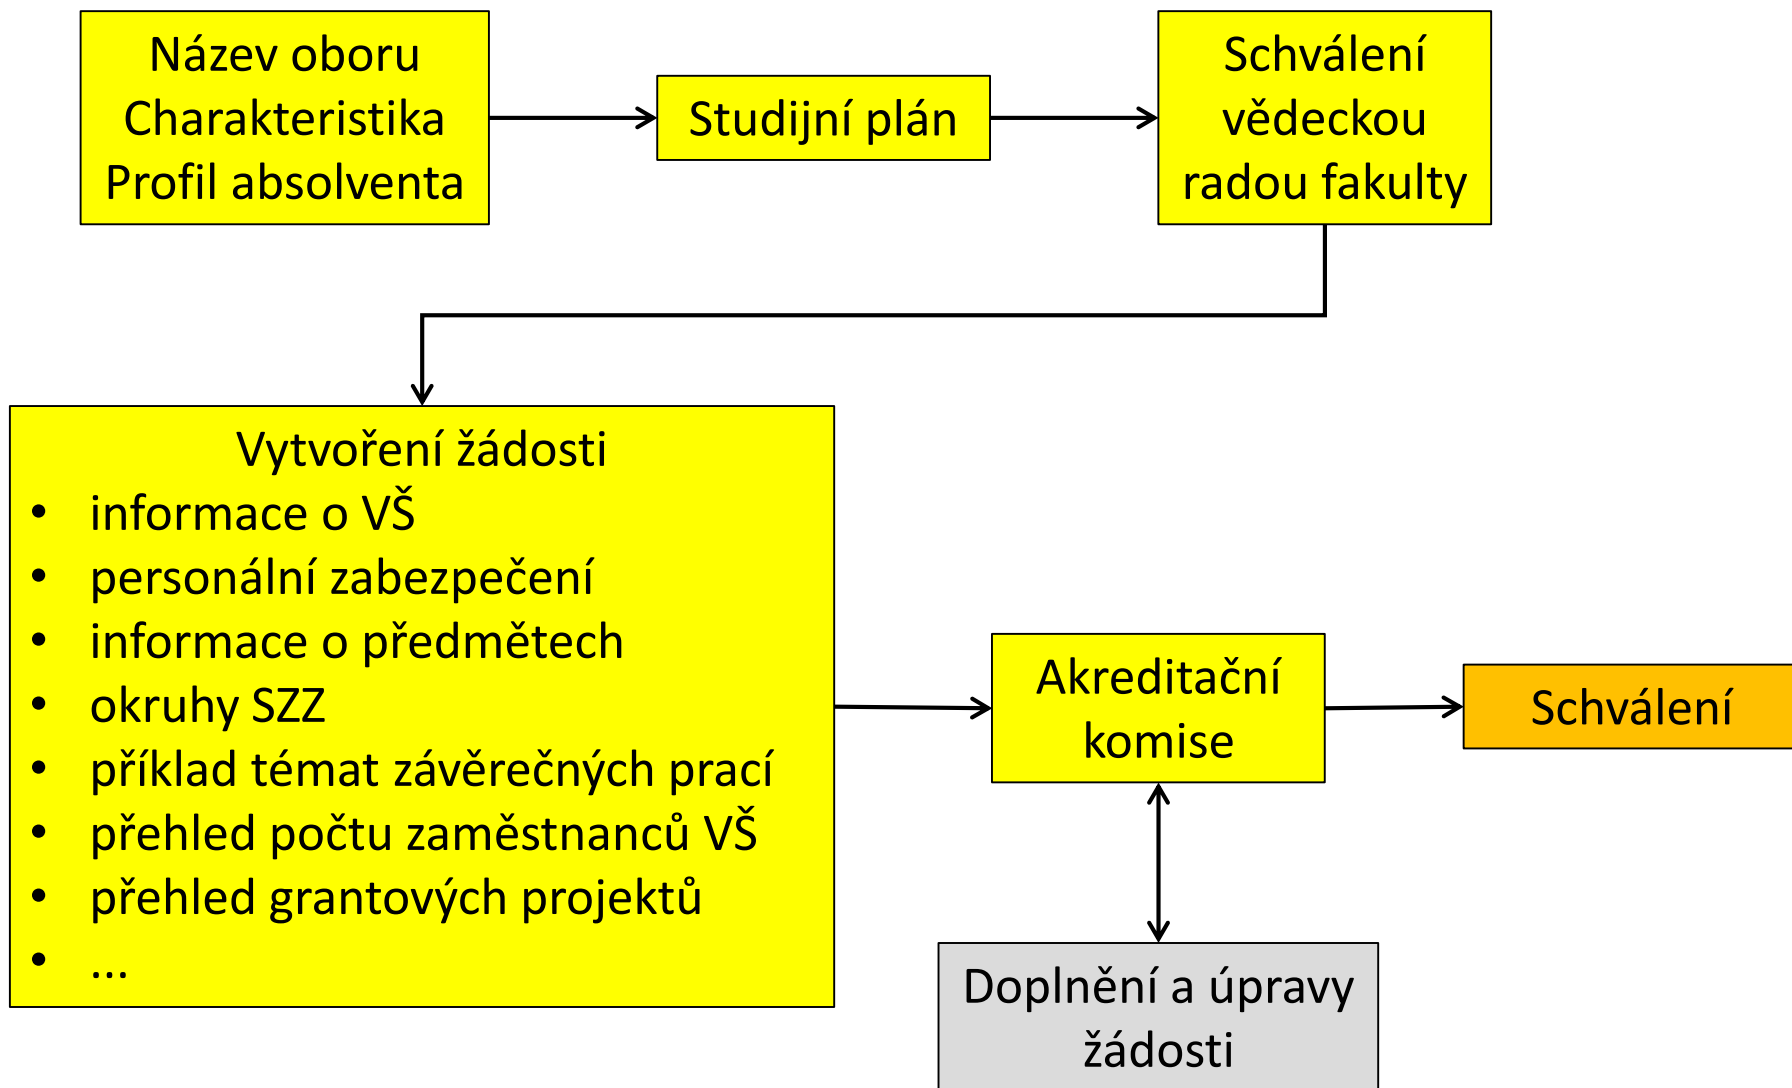 Název oboru
Charakteristika
Profil absolventa
Studijní plán
Schválení
vědeckou
radou fakulty
Vytvoření žádosti
• informace o VŠ
• personální zabezpečení
• informace o předmětech
• okruhy SZZ
• příklad témat závěrečných prací
• přehled počtu zaměstnanců VŠ
• přehled grantových projektů
• ...
Akreditační
komise
Schválení
Doplnění a úpravy
žádosti